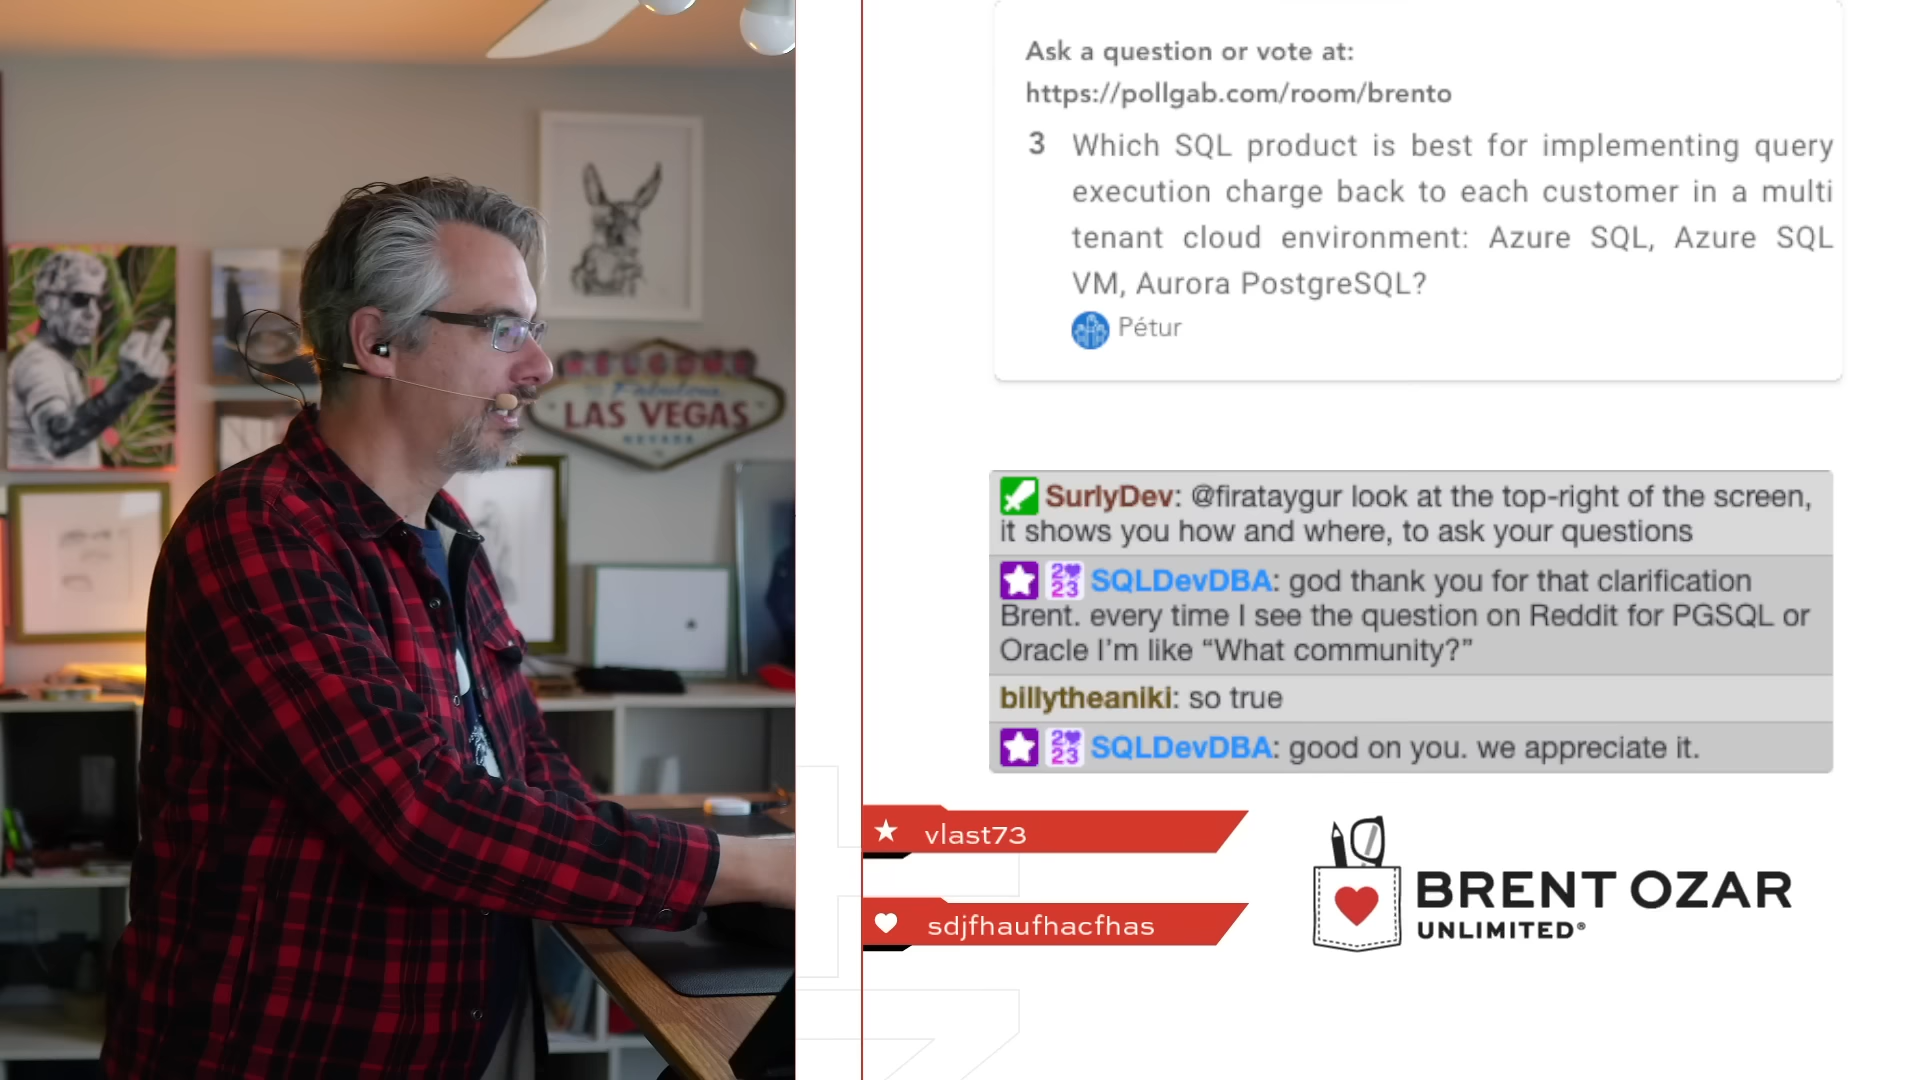 Ask a question or vote at:
https://pollgab.com/room/brento
3 Which SQL product is best for implementing query
execution charge back to each customer in a multi
tenant cloud environment: Azure SQL, Azure SQL
VM, Aurora PostgreSQL?
Pétur
SurlyDev: @firataygur look at the top-right of the screen,
it shows you how and where, to ask your questions
SQLDevDBA: god thank you for that clarification
Brent. every time I see the question on Reddit for PGSQL or
Oracle I’m like “What community?”
billytheaniki: so true
SQLDevDBA: good on you. we appreciate it.
vlast73
sdjfhaufhacfhas
BRENT OZAR
UNLIMITED®
WELCOME
Fabulous
LAS VEGAS
NEVADA